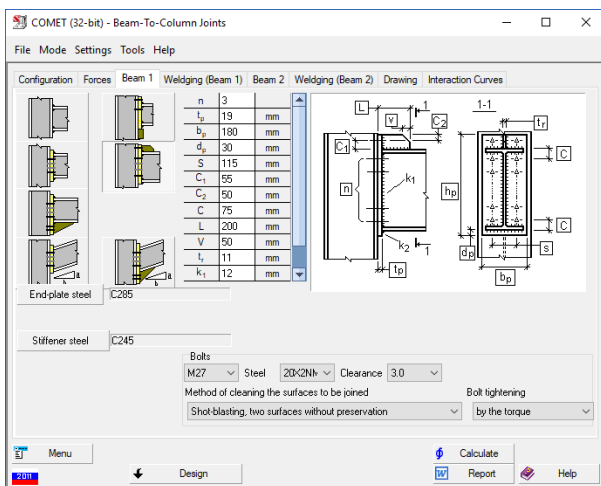 COMET (32-bit) - Beam-To-Column Joints
File Mode Settings Tools Help
Configuration Forces Beam 1 Weldging (Beam 1) Beam 2 Weldging (Beam 2) Drawing Interaction Curves
n 3
tp 19 mm
bp 180 mm
dp 30 mm
S 115 mm
C1 55 mm
C2 50 mm
C 75 mm
L 200 mm
V 50 mm
tr 11 mm
k1 12 mm
a
b
a
b
L
1
V
C2
C1
n
k1
k2
1
tp
1-1
tr
C
hp
C
dp
S
bp
End-plate steel C285
Stiffener steel C245
Bolts
M27 Steel Clearance 3.0
Method of cleaning the surfaces to be joined Bolt tightening
Shot-blasting, two surfaces without preservation by the torque
Menu Calculate
2011 Design Report Help